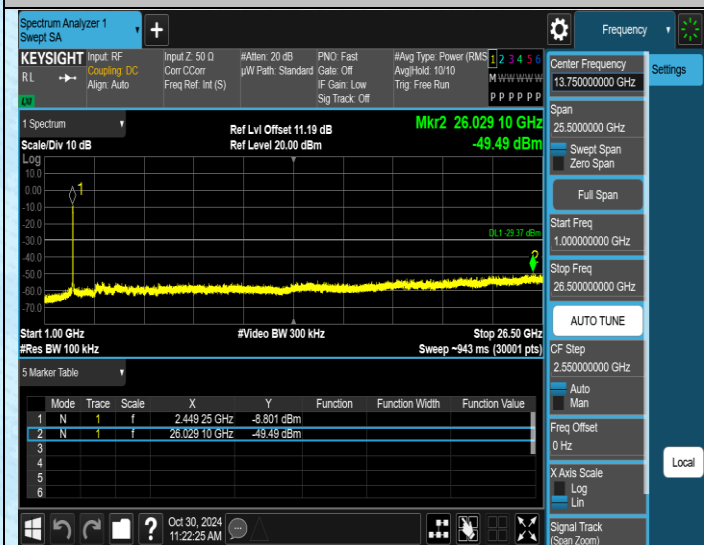 Spectrum Analyzer 1
Swept SA
Frequency
KEYSIGHT
R L
Input: RF
Coupling: DC
Align: Auto
Input Z: 50 Ω
Corr CCorr
Freq Ref: Int (S)
#Atten: 20 dB
µW Path: Standard
PNO: Fast
Gate: Off
IF Gain: Low
Sig Track: Off
#Avg Type: Power (RMS
Avg|Hold: 10/10
Trig: Free Run
1 2 3 4 5 6
M W W W W W
P P P P P P
Settings
Center Frequency
13.750000000 GHz
Span
25.5000000 GHz
Swept Span
Zero Span
Full Span
Start Freq
1.000000000 GHz
Stop Freq
26.500000000 GHz
AUTO TUNE
CF Step
2.550000000 GHz
Auto
Man
Freq Offset
0 Hz
X Axis Scale
Log
Lin
Signal Track
(Span Zoom)
Local
1 Spectrum
Scale/Div 10 dB
Ref Lvl Offset 11.19 dB
Ref Level 20.00 dBm
Mkr2 26.029 10 GHz
-49.49 dBm
Log
10.0
0.00
-10.0
-20.0
-30.0
-40.0
-50.0
-60.0
-70.0
1
DL1 -29.37 dBm
2
Start 1.00 GHz
#Res BW 100 kHz
#Video BW 300 kHz
Stop 26.50 GHz
Sweep ~943 ms (30001 pts)
5 Marker Table
Mode Trace Scale X Y Function Function Width Function Value
1 N 1 f 2.449 25 GHz -8.801 dBm
2 N 1 f 26.029 10 GHz -49.49 dBm
3
4
5
6
?
Oct 30, 2024
11:22:25 AM